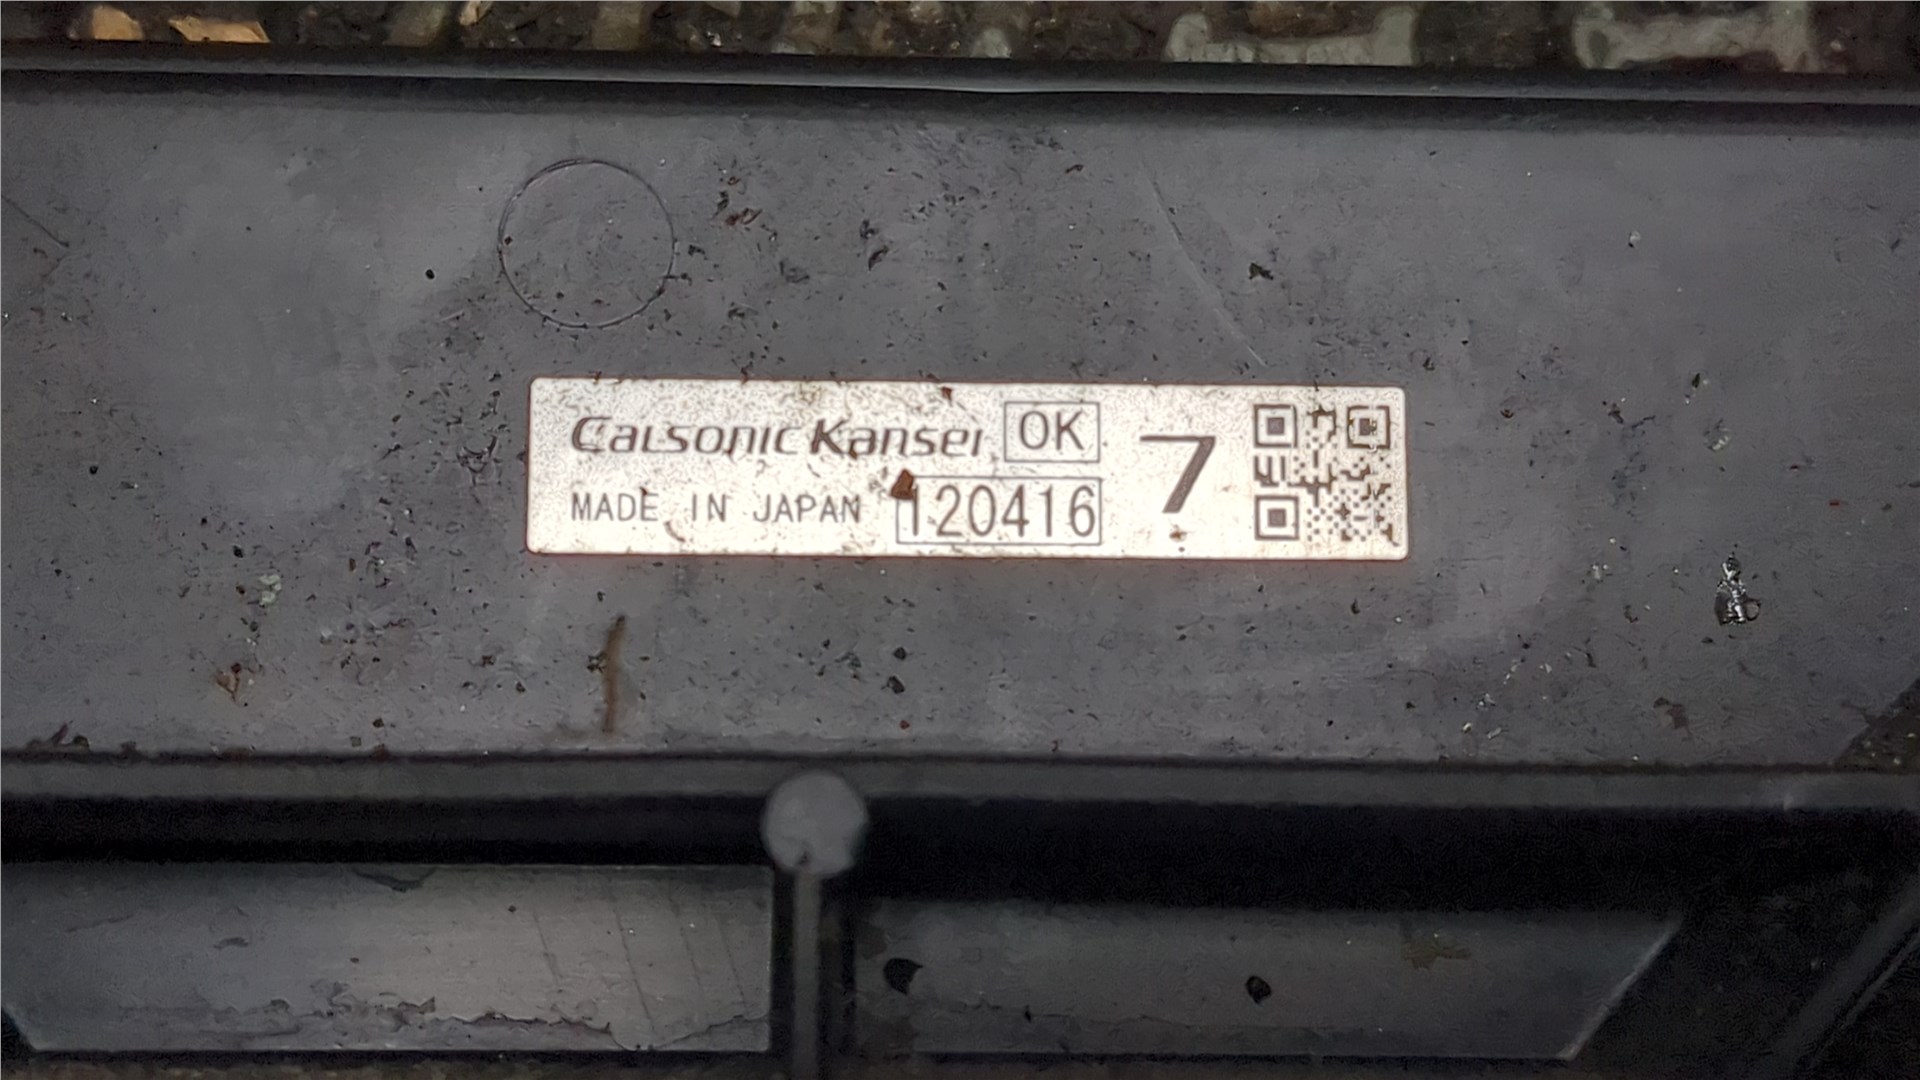 Calsonic Kansei OK
MADE IN JAPAN 120416
7